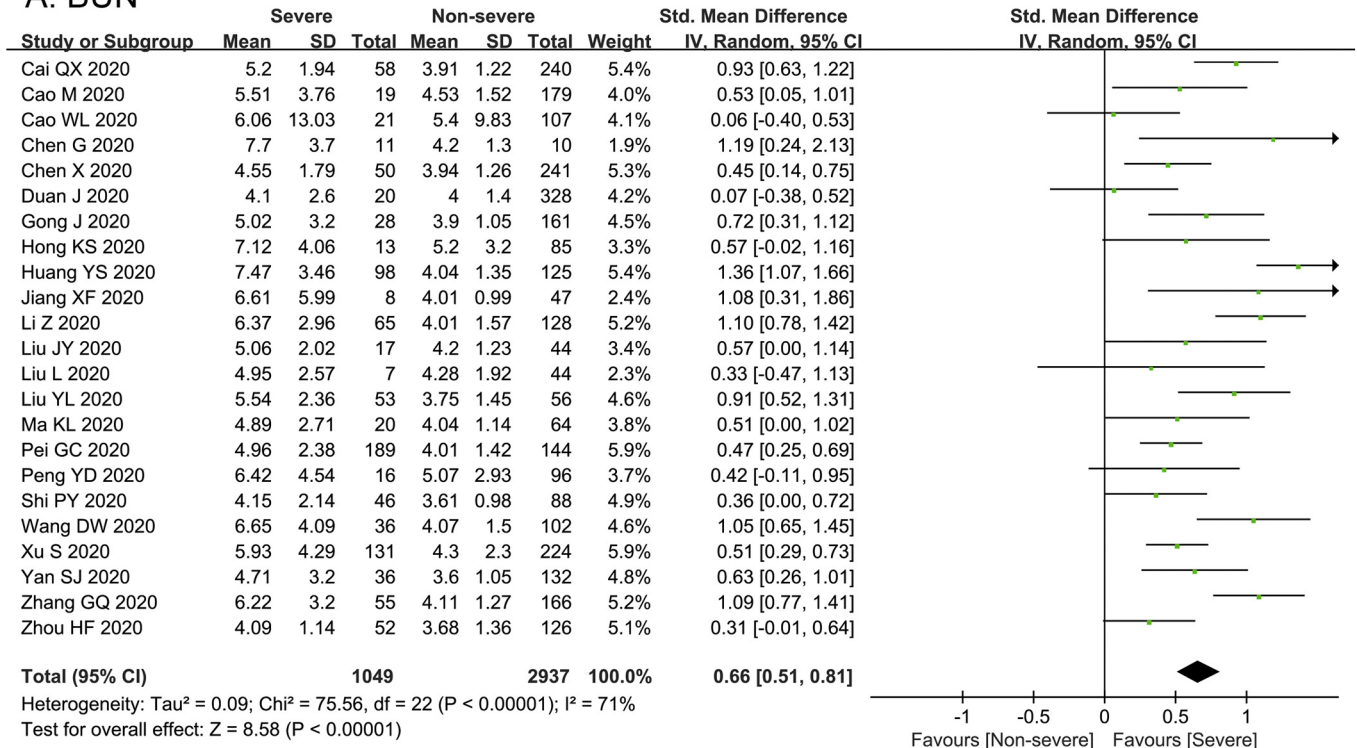 A. BUN
Severe Non-severe Std. Mean Difference Std. Mean Difference
Study or Subgroup Mean SD Total Mean SD Total Weight IV, Random, 95% CI IV, Random, 95% CI
Cai QX 2020 5.2 1.94 58 3.91 1.22 240 5.4% 0.93 [0.63, 1.22]
Cao M 2020 5.51 3.76 19 4.53 1.52 179 4.0% 0.53 [0.05, 1.01]
Cao WL 2020 6.06 13.03 21 5.4 9.83 107 4.1% 0.06 [-0.40, 0.53]
Chen G 2020 7.7 3.7 11 4.2 1.3 10 1.9% 1.19 [0.24, 2.13]
Chen X 2020 4.55 1.79 50 3.94 1.26 241 5.3% 0.45 [0.14, 0.75]
Duan J 2020 4.1 2.6 20 4 1.4 328 4.2% 0.07 [-0.38, 0.52]
Gong J 2020 5.02 3.2 28 3.9 1.05 161 4.5% 0.72 [0.31, 1.12]
Hong KS 2020 7.12 4.06 13 5.2 3.2 85 3.3% 0.57 [-0.02, 1.16]
Huang YS 2020 7.47 3.46 98 4.04 1.35 125 5.4% 1.36 [1.07, 1.66]
Jiang XF 2020 6.61 5.99 8 4.01 0.99 47 2.4% 1.08 [0.31, 1.86]
Li Z 2020 6.37 2.96 65 4.01 1.57 128 5.2% 1.10 [0.78, 1.42]
Liu JY 2020 5.06 2.02 17 4.2 1.23 44 3.4% 0.57 [0.00, 1.14]
Liu L 2020 4.95 2.57 7 4.28 1.92 44 2.3% 0.33 [-0.47, 1.13]
Liu YL 2020 5.54 2.36 53 3.75 1.45 56 4.6% 0.91 [0.52, 1.31]
Ma KL 2020 4.89 2.71 20 4.04 1.14 64 3.8% 0.51 [0.00, 1.02]
Pei GC 2020 4.96 2.38 189 4.01 1.42 144 5.9% 0.47 [0.25, 0.69]
Peng YD 2020 6.42 4.54 16 5.07 2.93 96 3.7% 0.42 [-0.11, 0.95]
Shi PY 2020 4.15 2.14 46 3.61 0.98 88 4.9% 0.36 [0.00, 0.72]
Wang DW 2020 6.65 4.09 36 4.07 1.5 102 4.6% 1.05 [0.65, 1.45]
Xu S 2020 5.93 4.29 131 4.3 2.3 224 5.9% 0.51 [0.29, 0.73]
Yan SJ 2020 4.71 3.2 36 3.6 1.05 132 4.8% 0.63 [0.26, 1.01]
Zhang GQ 2020 6.22 3.2 55 4.11 1.27 166 5.2% 1.09 [0.77, 1.41]
Zhou HF 2020 4.09 1.14 52 3.68 1.36 126 5.1% 0.31 [-0.01, 0.64]
Total (95% CI) 1049 2937 100.0% 0.66 [0.51, 0.81]
Heterogeneity: Tau² = 0.09; Chi² = 75.56, df = 22 (P < 0.00001); I² = 71%
Test for overall effect: Z = 8.58 (P < 0.00001)
-1 -0.5 0 0.5 1
Favours [Non-severe] Favours [Severe]